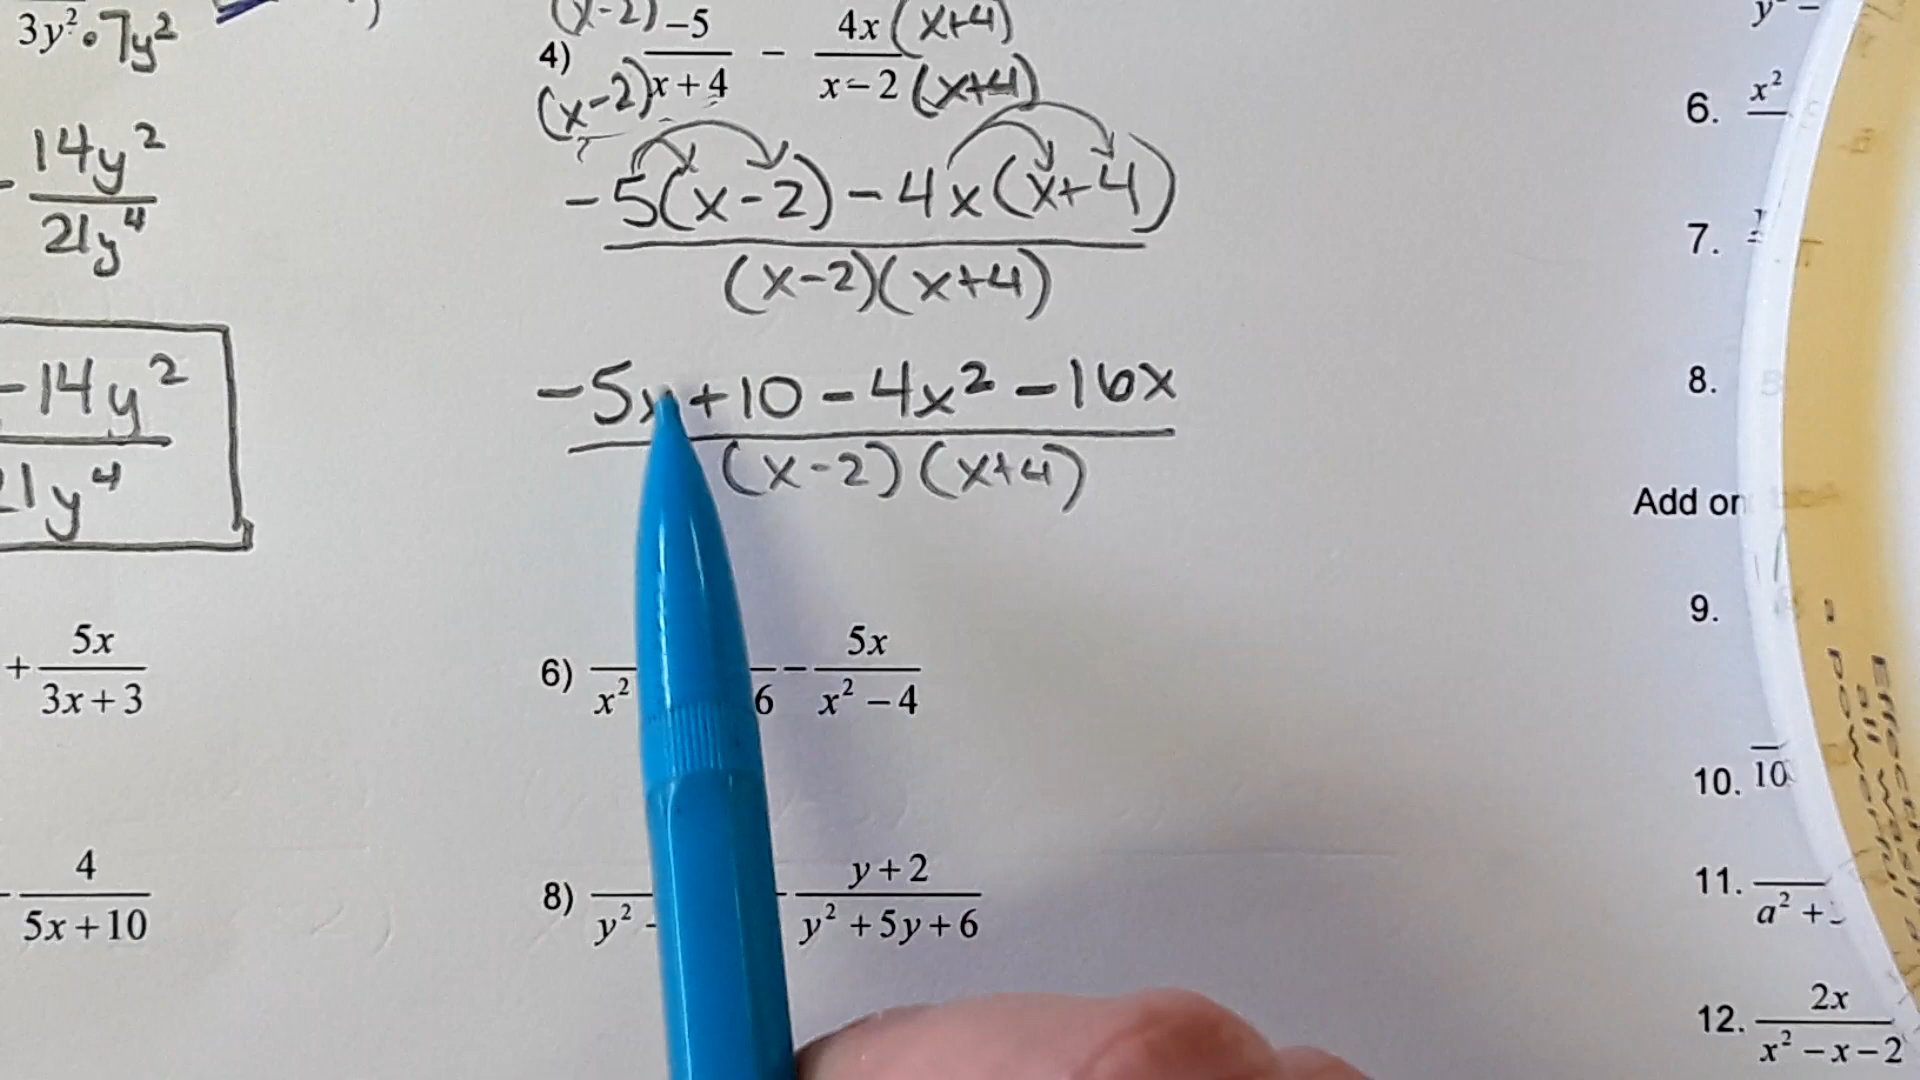 3y² • 7y²
14y²
21y⁴
-14y²
21y⁴
+ 5x
3x + 3
4
5x + 10
(x-2) -5 4x (x+4)
4) −
(x-2) x + 4 x − 2 (x+4)
-5(x-2) - 4x(x+4)
(x-2)(x+4)
-5x + 10 - 4x² - 16x
(x-2)(x+4)
5x
6) −
x² 6 x² − 4
y + 2
8)
y² - y² + 5y + 6
y² −
6. x²
7.
8.
Add
9.
10. 10
11. a² +
12. 2x
x² − x − 2